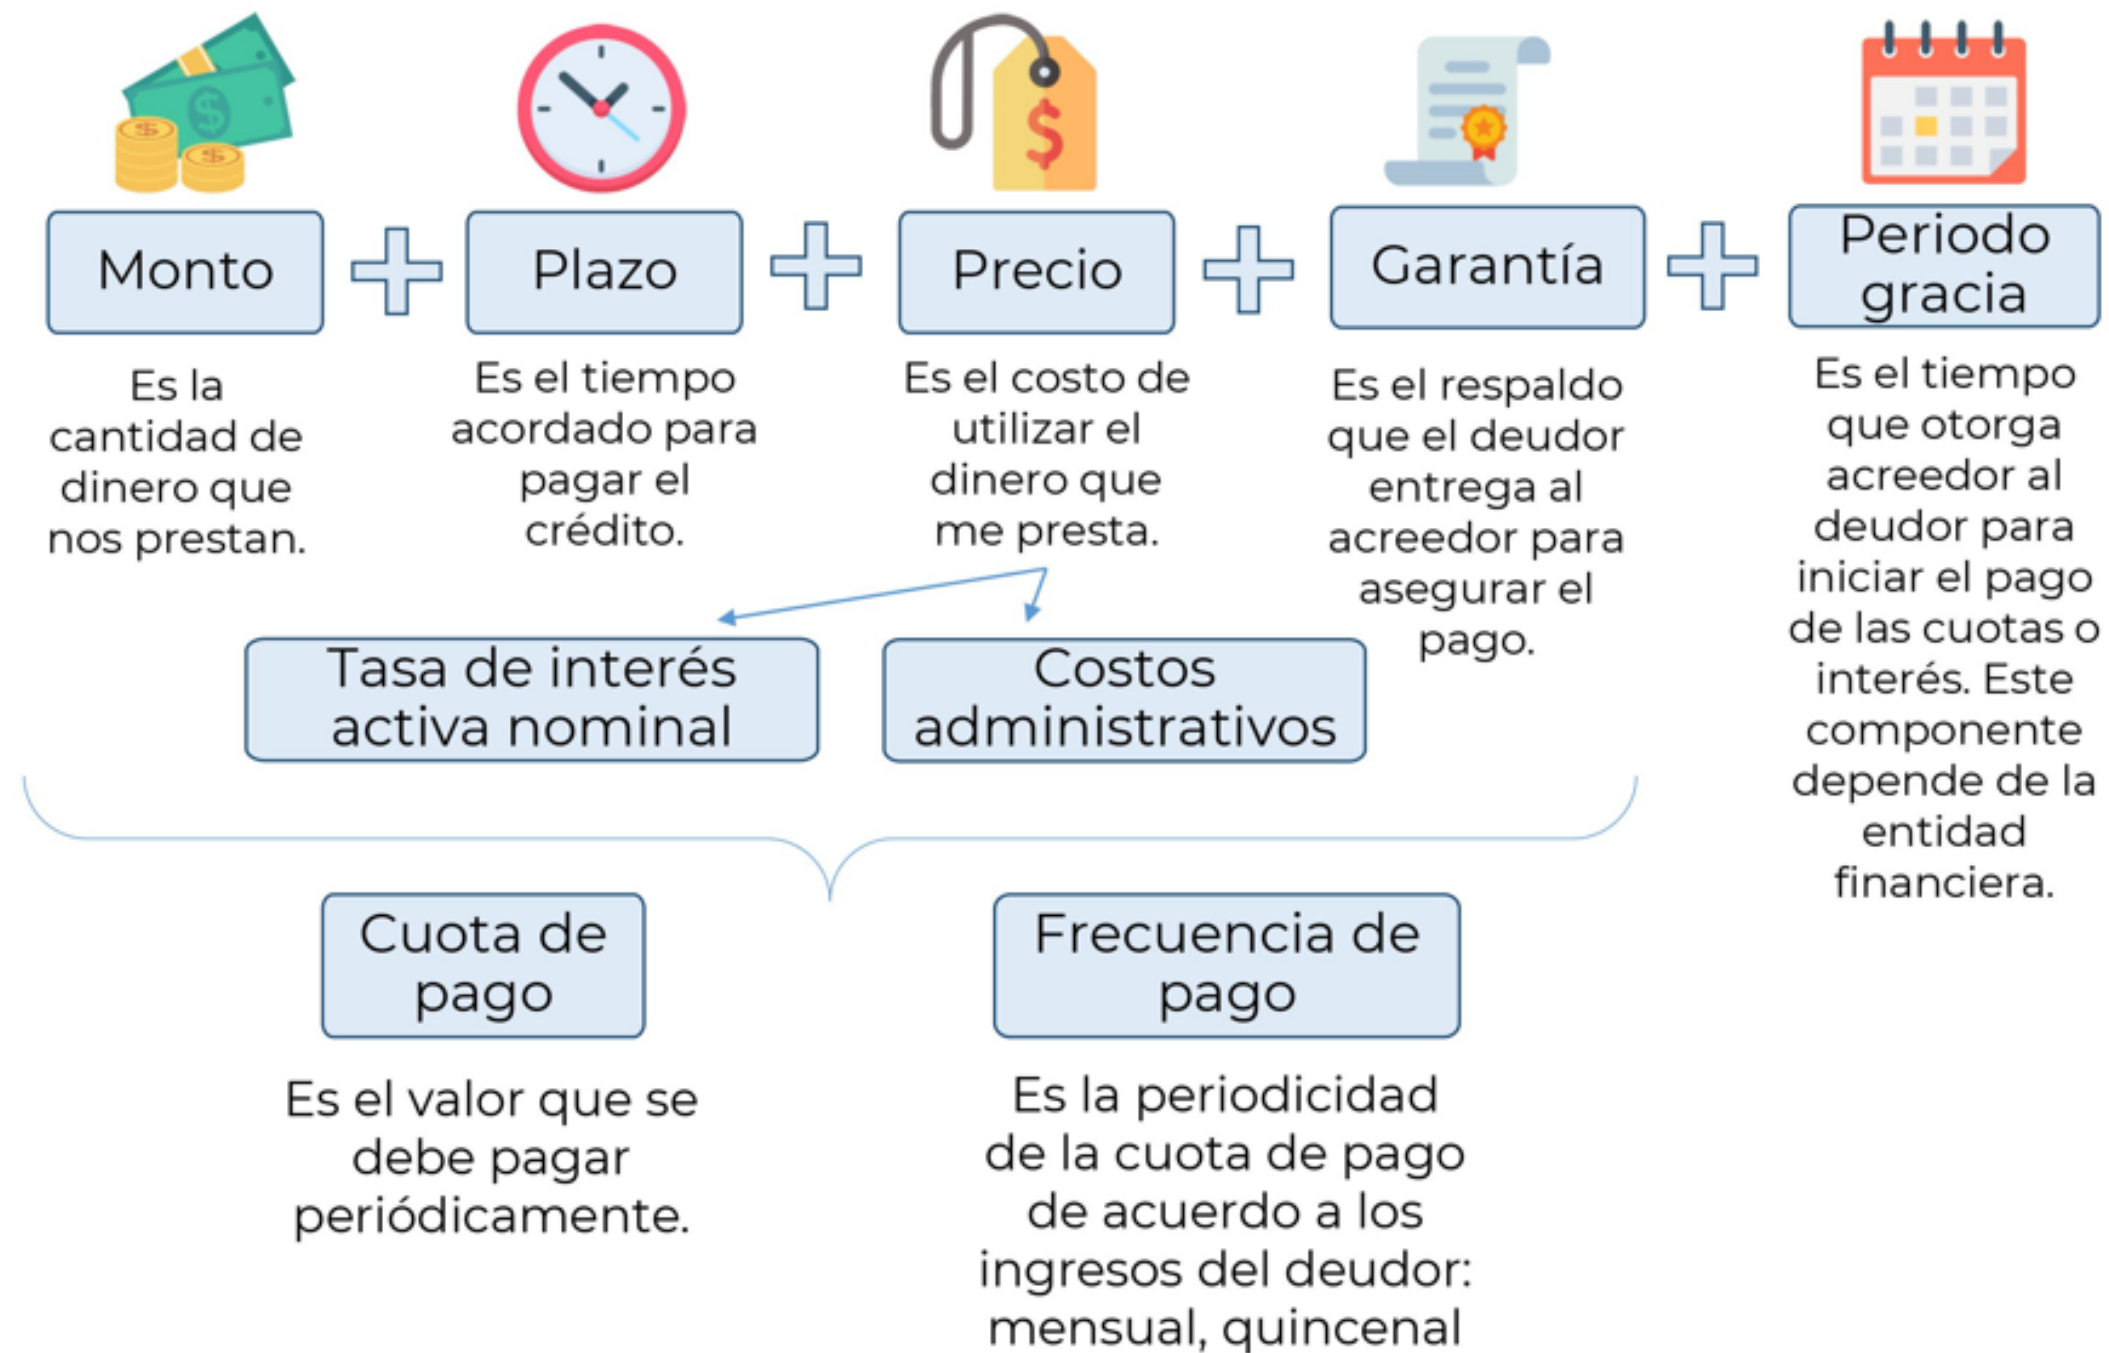 Monto
Plazo
Precio
Garantía
Periodo
gracia
Es la
cantidad de
dinero que
nos prestan.
Es el tiempo
acordado para
pagar el
crédito.
Es el costo de
utilizar el
dinero que
me presta.
Es el respaldo
que el deudor
entrega al
acreedor para
asegurar el
pago.
Es el tiempo
que otorga
acreedor al
deudor para
iniciar el pago
de las cuotas o
interés. Este
componente
depende de la
entidad
financiera.
Tasa de interés
activa nominal
Costos
administrativos
Cuota de
pago
Es el valor que se
debe pagar
periódicamente.
Frecuencia de
pago
Es la periodicidad
de la cuota de pago
de acuerdo a los
ingresos del deudor:
mensual, quincenal